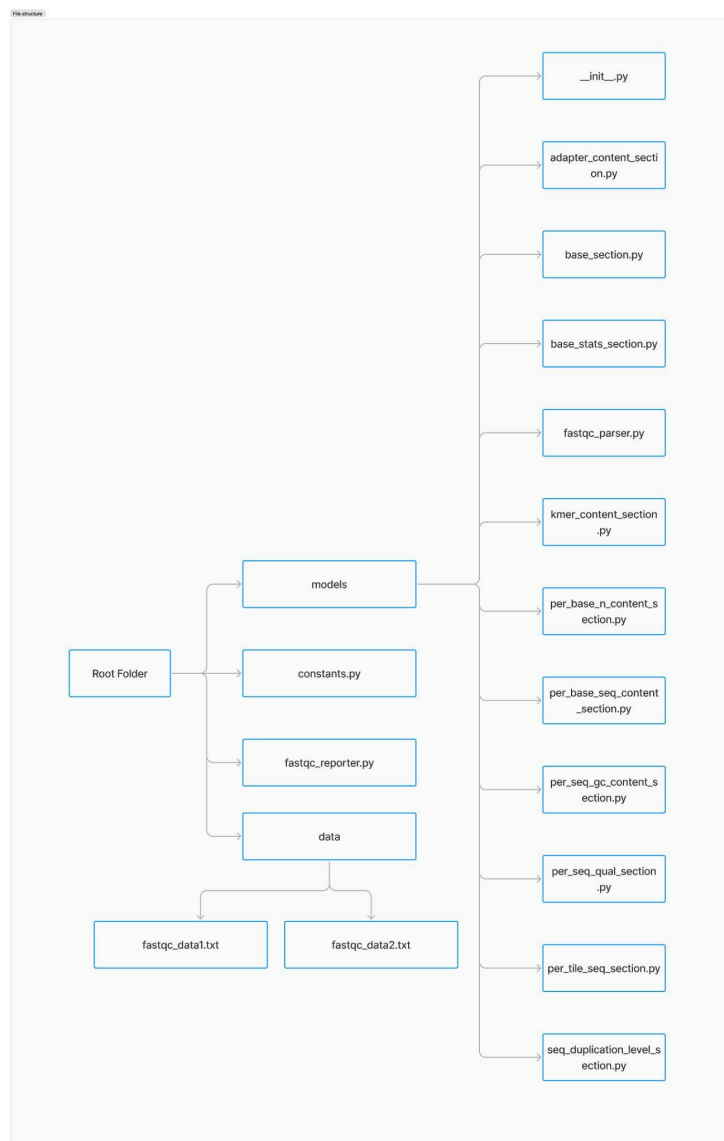 File structure
__init__.py
adapter_content_secti
on.py
base_section.py
base_stats_section.py
fastqc_parser.py
kmer_content_section
.py
models
per_base_n_content_s
ection.py
Root Folder
constants.py
per_base_seq_content
_section.py
fastqc_reporter.py
per_seq_gc_content_s
ection.py
data
per_seq_qual_section
.py
fastqc_data1.txt
fastqc_data2.txt
per_tile_seq_section.py
seq_duplication_level_s
ection.py